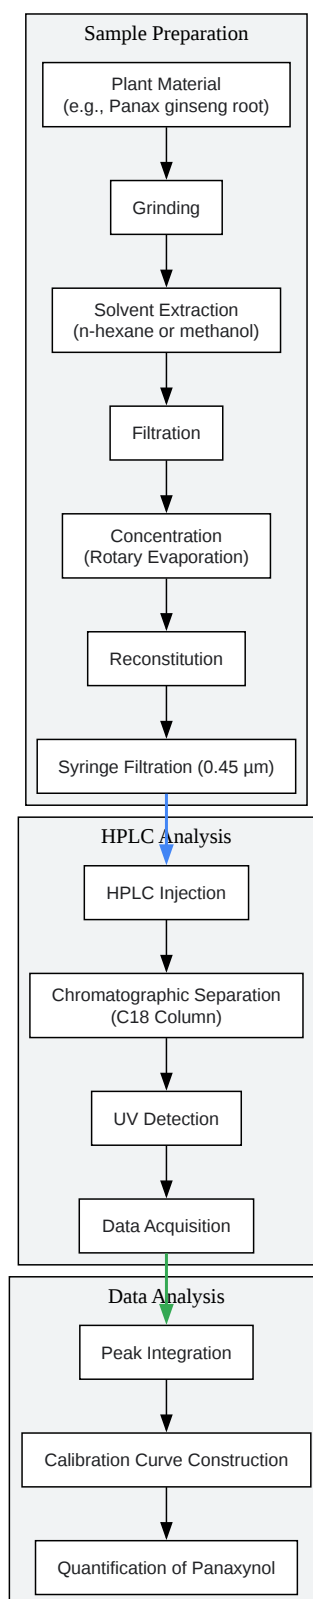 Sample Preparation
Plant Material
(e.g., Panax ginseng root)
Grinding
Solvent Extraction
(n-hexane or methanol)
Filtration
Concentration
(Rotary Evaporation)
Reconstitution
Syringe Filtration (0.45 µm)
HPLC Analysis
HPLC Injection
Chromatographic Separation
(C18 Column)
UV Detection
Data Acquisition
Data Analysis
Peak Integration
Calibration Curve Construction
Quantification of Panaxynol